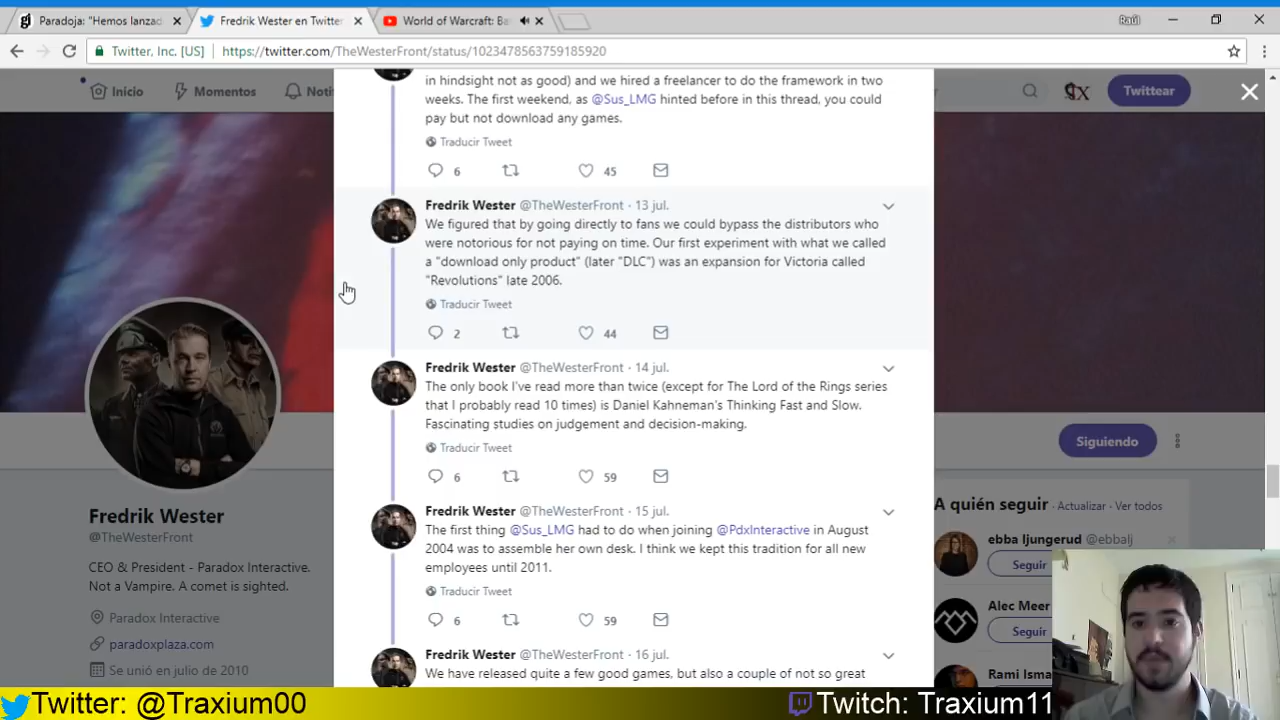 Paradoja: "Hemos lanzad
Fredrik Wester en Twitter
World of Warcraft: Ba
Raúl
Twitter, Inc. [US]
https://twitter.com/TheWesterFront/status/1023478563759185920
Inicio
Momentos
Noti
Twittear
in hindsight not as good) and we hired a freelancer to do the framework in two
weeks. The first weekend, as @Sus_LMG hinted before in this thread, you could
pay but not download any games.
Traducir Tweet
6 45
Fredrik Wester @TheWesterFront · 13 jul.
We figured that by going directly to fans we could bypass the distributors who
were notorious for not paying on time. Our first experiment with what we called
a "download only product" (later "DLC") was an expansion for Victoria called
"Revolutions" late 2006.
Traducir Tweet
2 44
Fredrik Wester @TheWesterFront · 14 jul.
The only book I've read more than twice (except for The Lord of the Rings series
that I probably read 10 times) is Daniel Kahneman's Thinking Fast and Slow.
Fascinating studies on judgement and decision-making.
Traducir Tweet
6 59
Fredrik Wester @TheWesterFront · 15 jul.
The first thing @Sus_LMG had to do when joining @PdxInteractive in August
2004 was to assemble her own desk. I think we kept this tradition for all new
employees until 2011.
Traducir Tweet
6 59
Fredrik Wester @TheWesterFront · 16 jul.
We have released quite a few good games, but also a couple of not so great
Fredrik Wester
@TheWesterFront
CEO & President - Paradox Interactive.
Not a Vampire. A comet is sighted.
Paradox Interactive
paradoxplaza.com
Se unió en julio de 2010
Siguiendo
A quién seguir · Actualizar · Ver todos
ebba ljungerud @ebbalj
Seguir
Alec Meer
Seguir
Rami Isma
Twitter: @Traxium00
Twitch: Traxium11